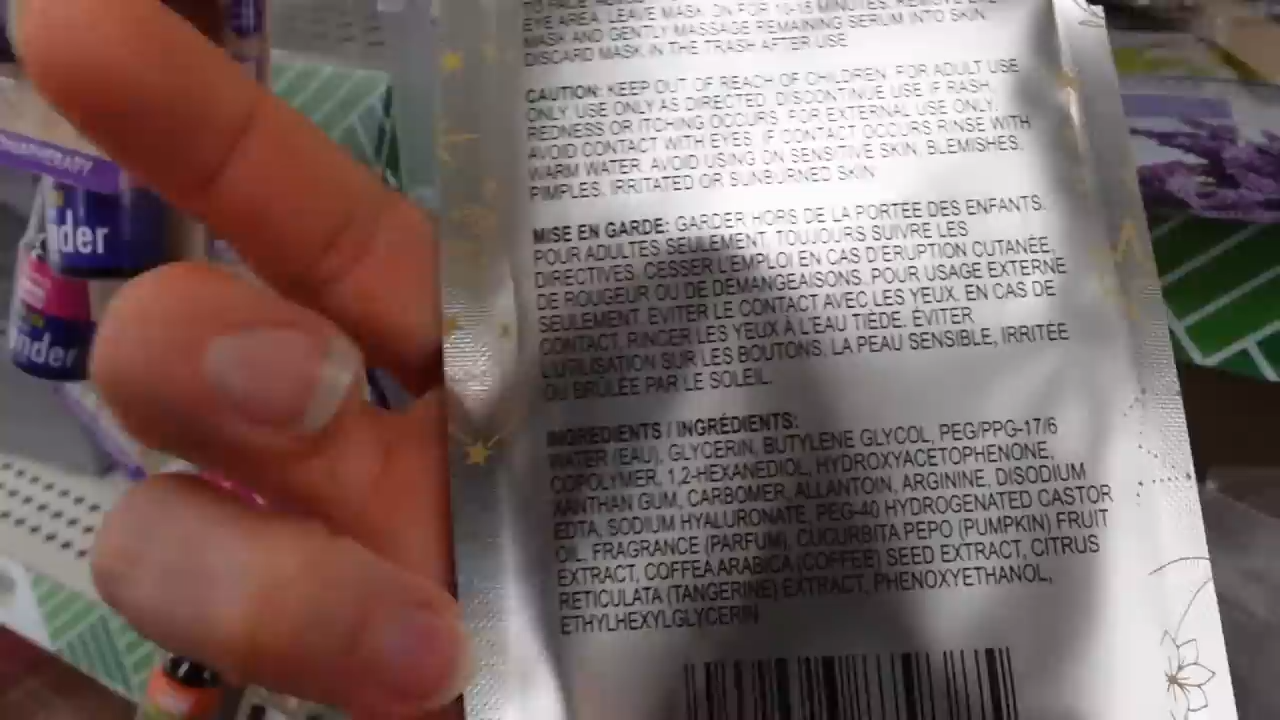 EYE AREA. LEAVE MASK ON FOR 10-15 MINUTES. REMOVE EYE
MASK AND GENTLY MASSAGE REMAINING SERUM INTO SKIN.
DISCARD MASK IN THE TRASH AFTER USE
CAUTION: KEEP OUT OF REACH OF CHILDREN. FOR ADULT USE
ONLY. USE ONLY AS DIRECTED. DISCONTINUE USE IF RASH,
REDNESS OR ITCHING OCCURS. FOR EXTERNAL USE ONLY.
AVOID CONTACT WITH EYES. IF CONTACT OCCURS RINSE WITH
WARM WATER. AVOID USING ON SENSITIVE SKIN, BLEMISHES,
PIMPLES, IRRITATED OR SUNBURNED SKIN
MISE EN GARDE: GARDER HORS DE LA PORTÉE DES ENFANTS.
POUR ADULTES SEULEMENT. TOUJOURS SUIVRE LES
DIRECTIVES. CESSER L'EMPLOI EN CAS D'ÉRUPTION CUTANÉE,
DE ROUGEUR OU DE DÉMANGEAISONS. POUR USAGE EXTERNE
SEULEMENT. ÉVITER LE CONTACT AVEC LES YEUX. EN CAS DE
CONTACT, RINCER LES YEUX À L'EAU TIÈDE. ÉVITER
L'UTILISATION SUR LES BOUTONS, LA PEAU SENSIBLE, IRRITÉE
OU BRÛLÉE PAR LE SOLEIL.
INGREDIENTS / INGRÉDIENTS:
WATER (EAU), GLYCERIN, BUTYLENE GLYCOL, PEG/PPG-17/6
COPOLYMER, 1,2-HEXANEDIOL, HYDROXYACETOPHENONE,
XANTHAN GUM, CARBOMER, ALLANTOIN, ARGININE, DISODIUM
EDTA, SODIUM HYALURONATE, PEG-40 HYDROGENATED CASTOR
OIL, FRAGRANCE (PARFUM), CUCURBITA PEPO (PUMPKIN) FRUIT
EXTRACT, COFFEA ARABICA (COFFEE) SEED EXTRACT, CITRUS
RETICULATA (TANGERINE) EXTRACT, PHENOXYETHANOL,
ETHYLHEXYLGLYCERIN
nder
nder